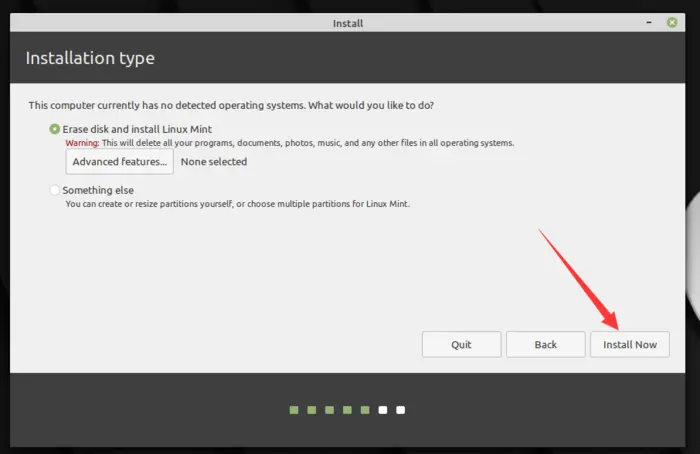 Install
Installation type
This computer currently has no detected operating systems. What would you like to do?
Erase disk and install Linux Mint
Warning: This will delete all your programs, documents, photos, music, and any other files in all operating systems.
Advanced features... None selected
Something else
You can create or resize partitions yourself, or choose multiple partitions for Linux Mint.
Quit Back Install Now